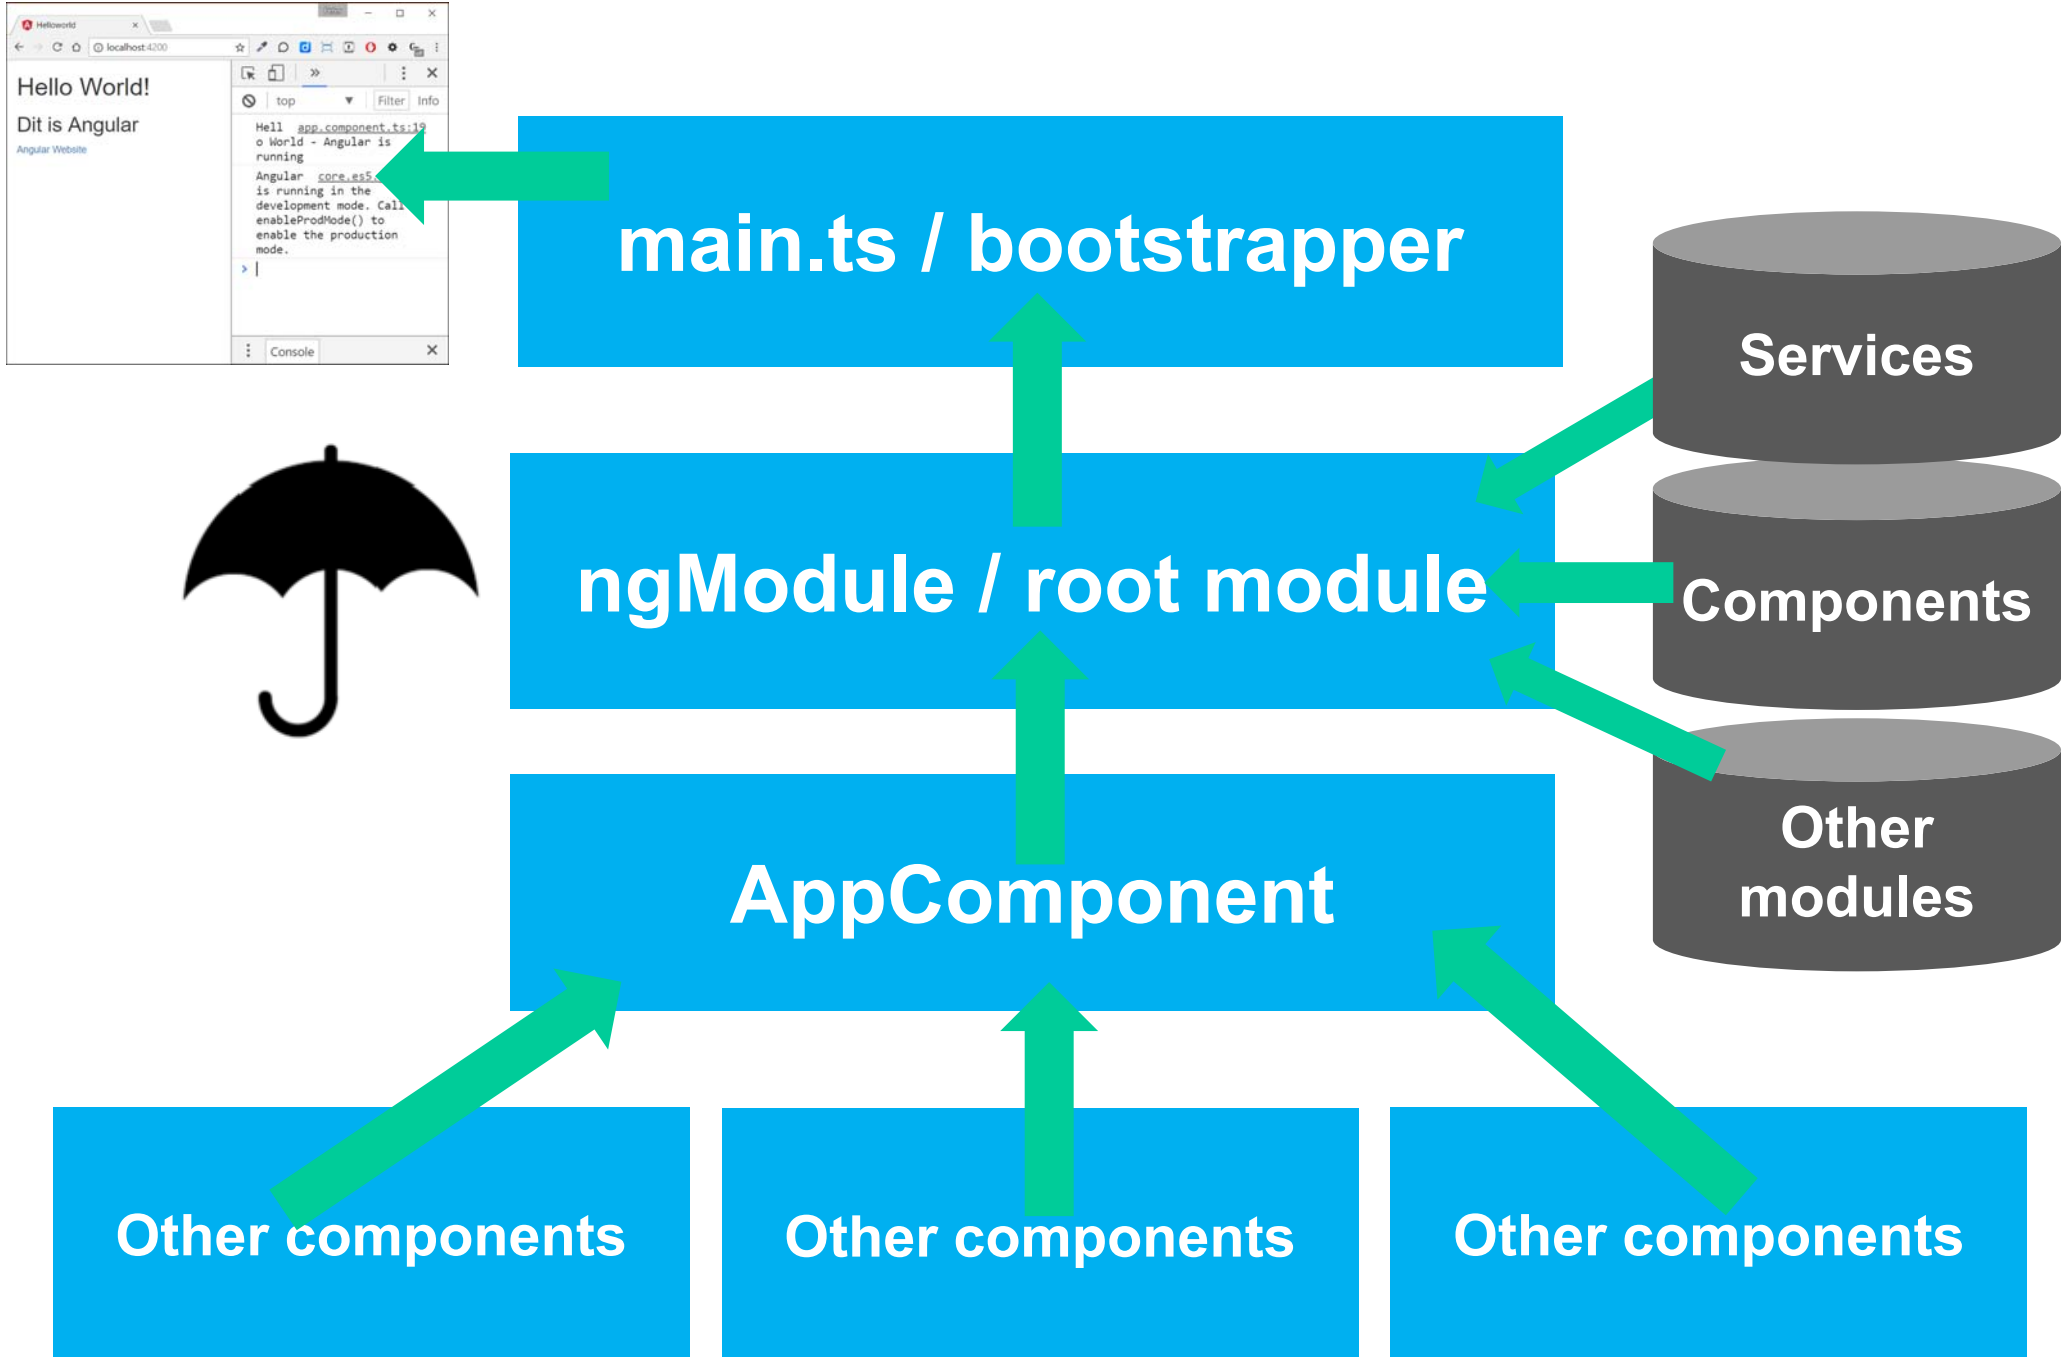 Helloworld
localhost:4200
Hello World!
Dit is Angular
Angular Website
top
Filter
Info
Hell app.component.ts:19
o World - Angular is
running
Angular core.es5.
is running in the
development mode. Call
enableProdMode() to
enable the production
mode.
>
Console
main.ts / bootstrapper
Services
ngModule / root module
Components
AppComponent
Other
modules
Other components
Other components
Other components